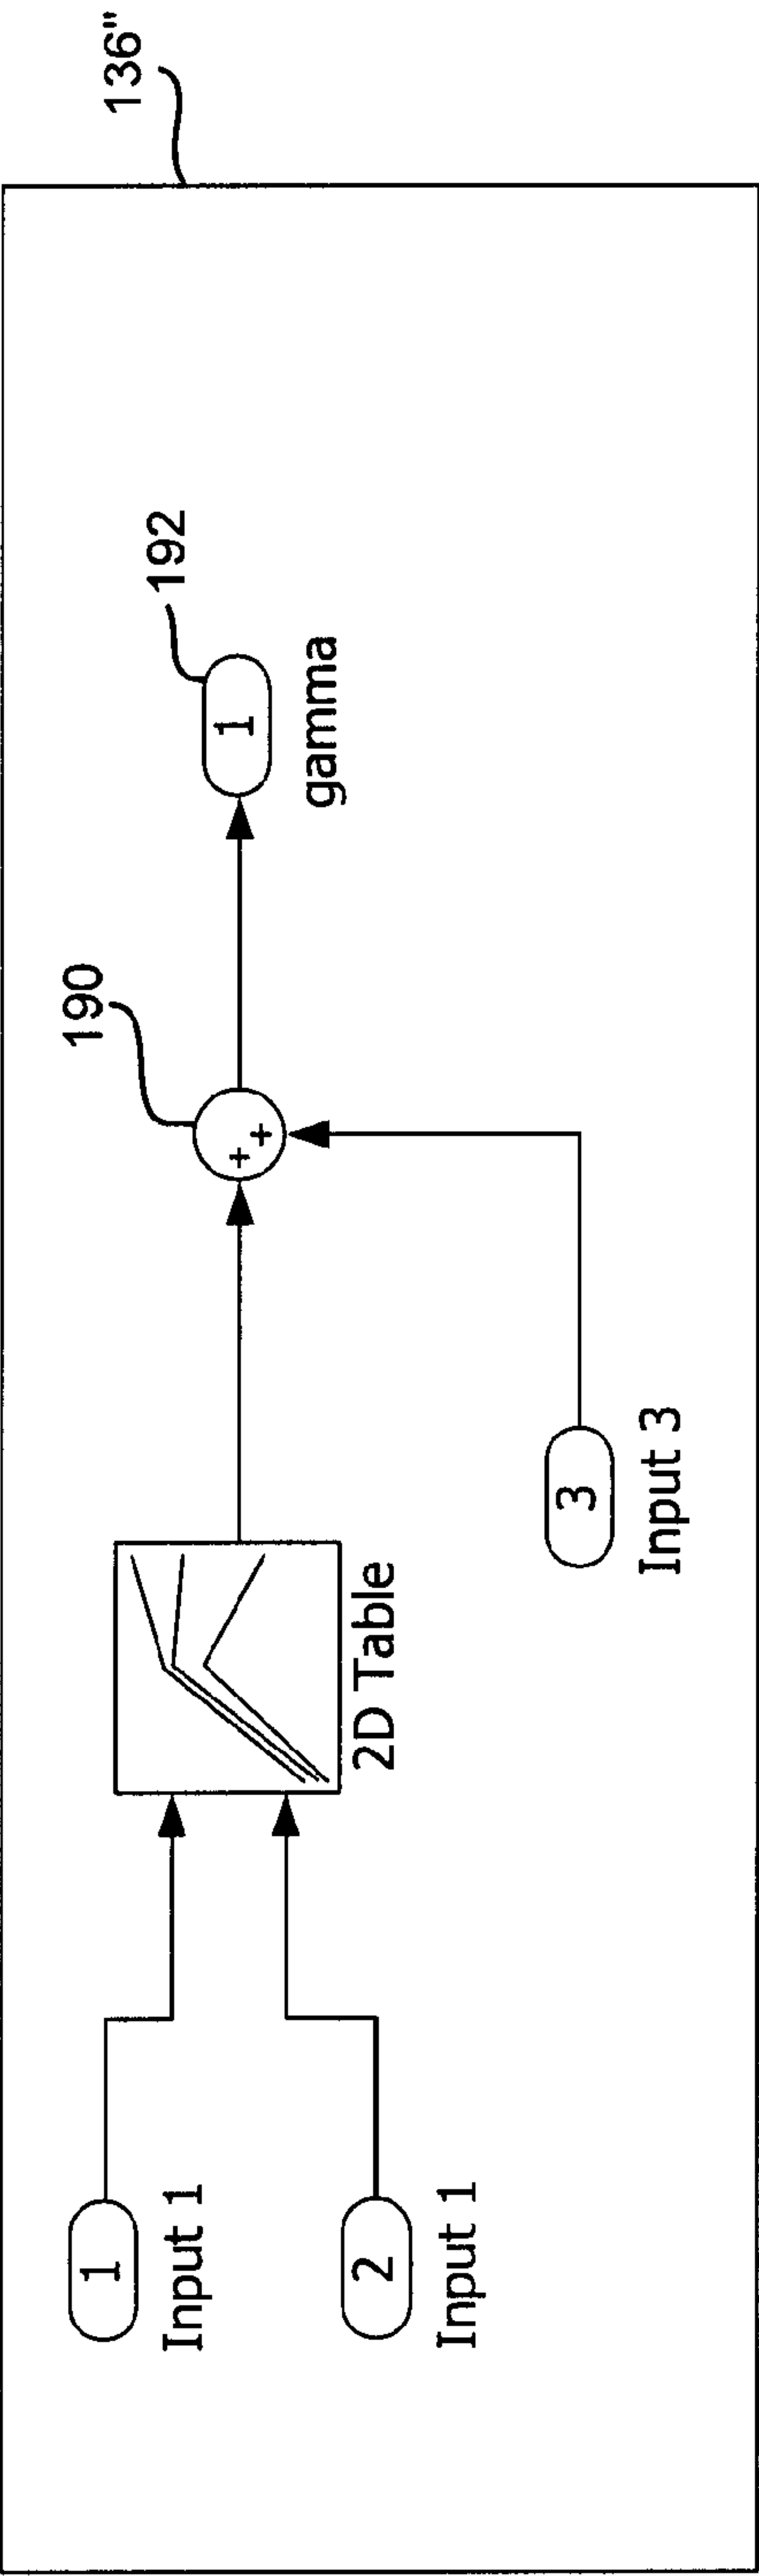 136"
1
Input 1
2
Input 1
2D Table
3
Input 3
190
+
+
192
1
gamma